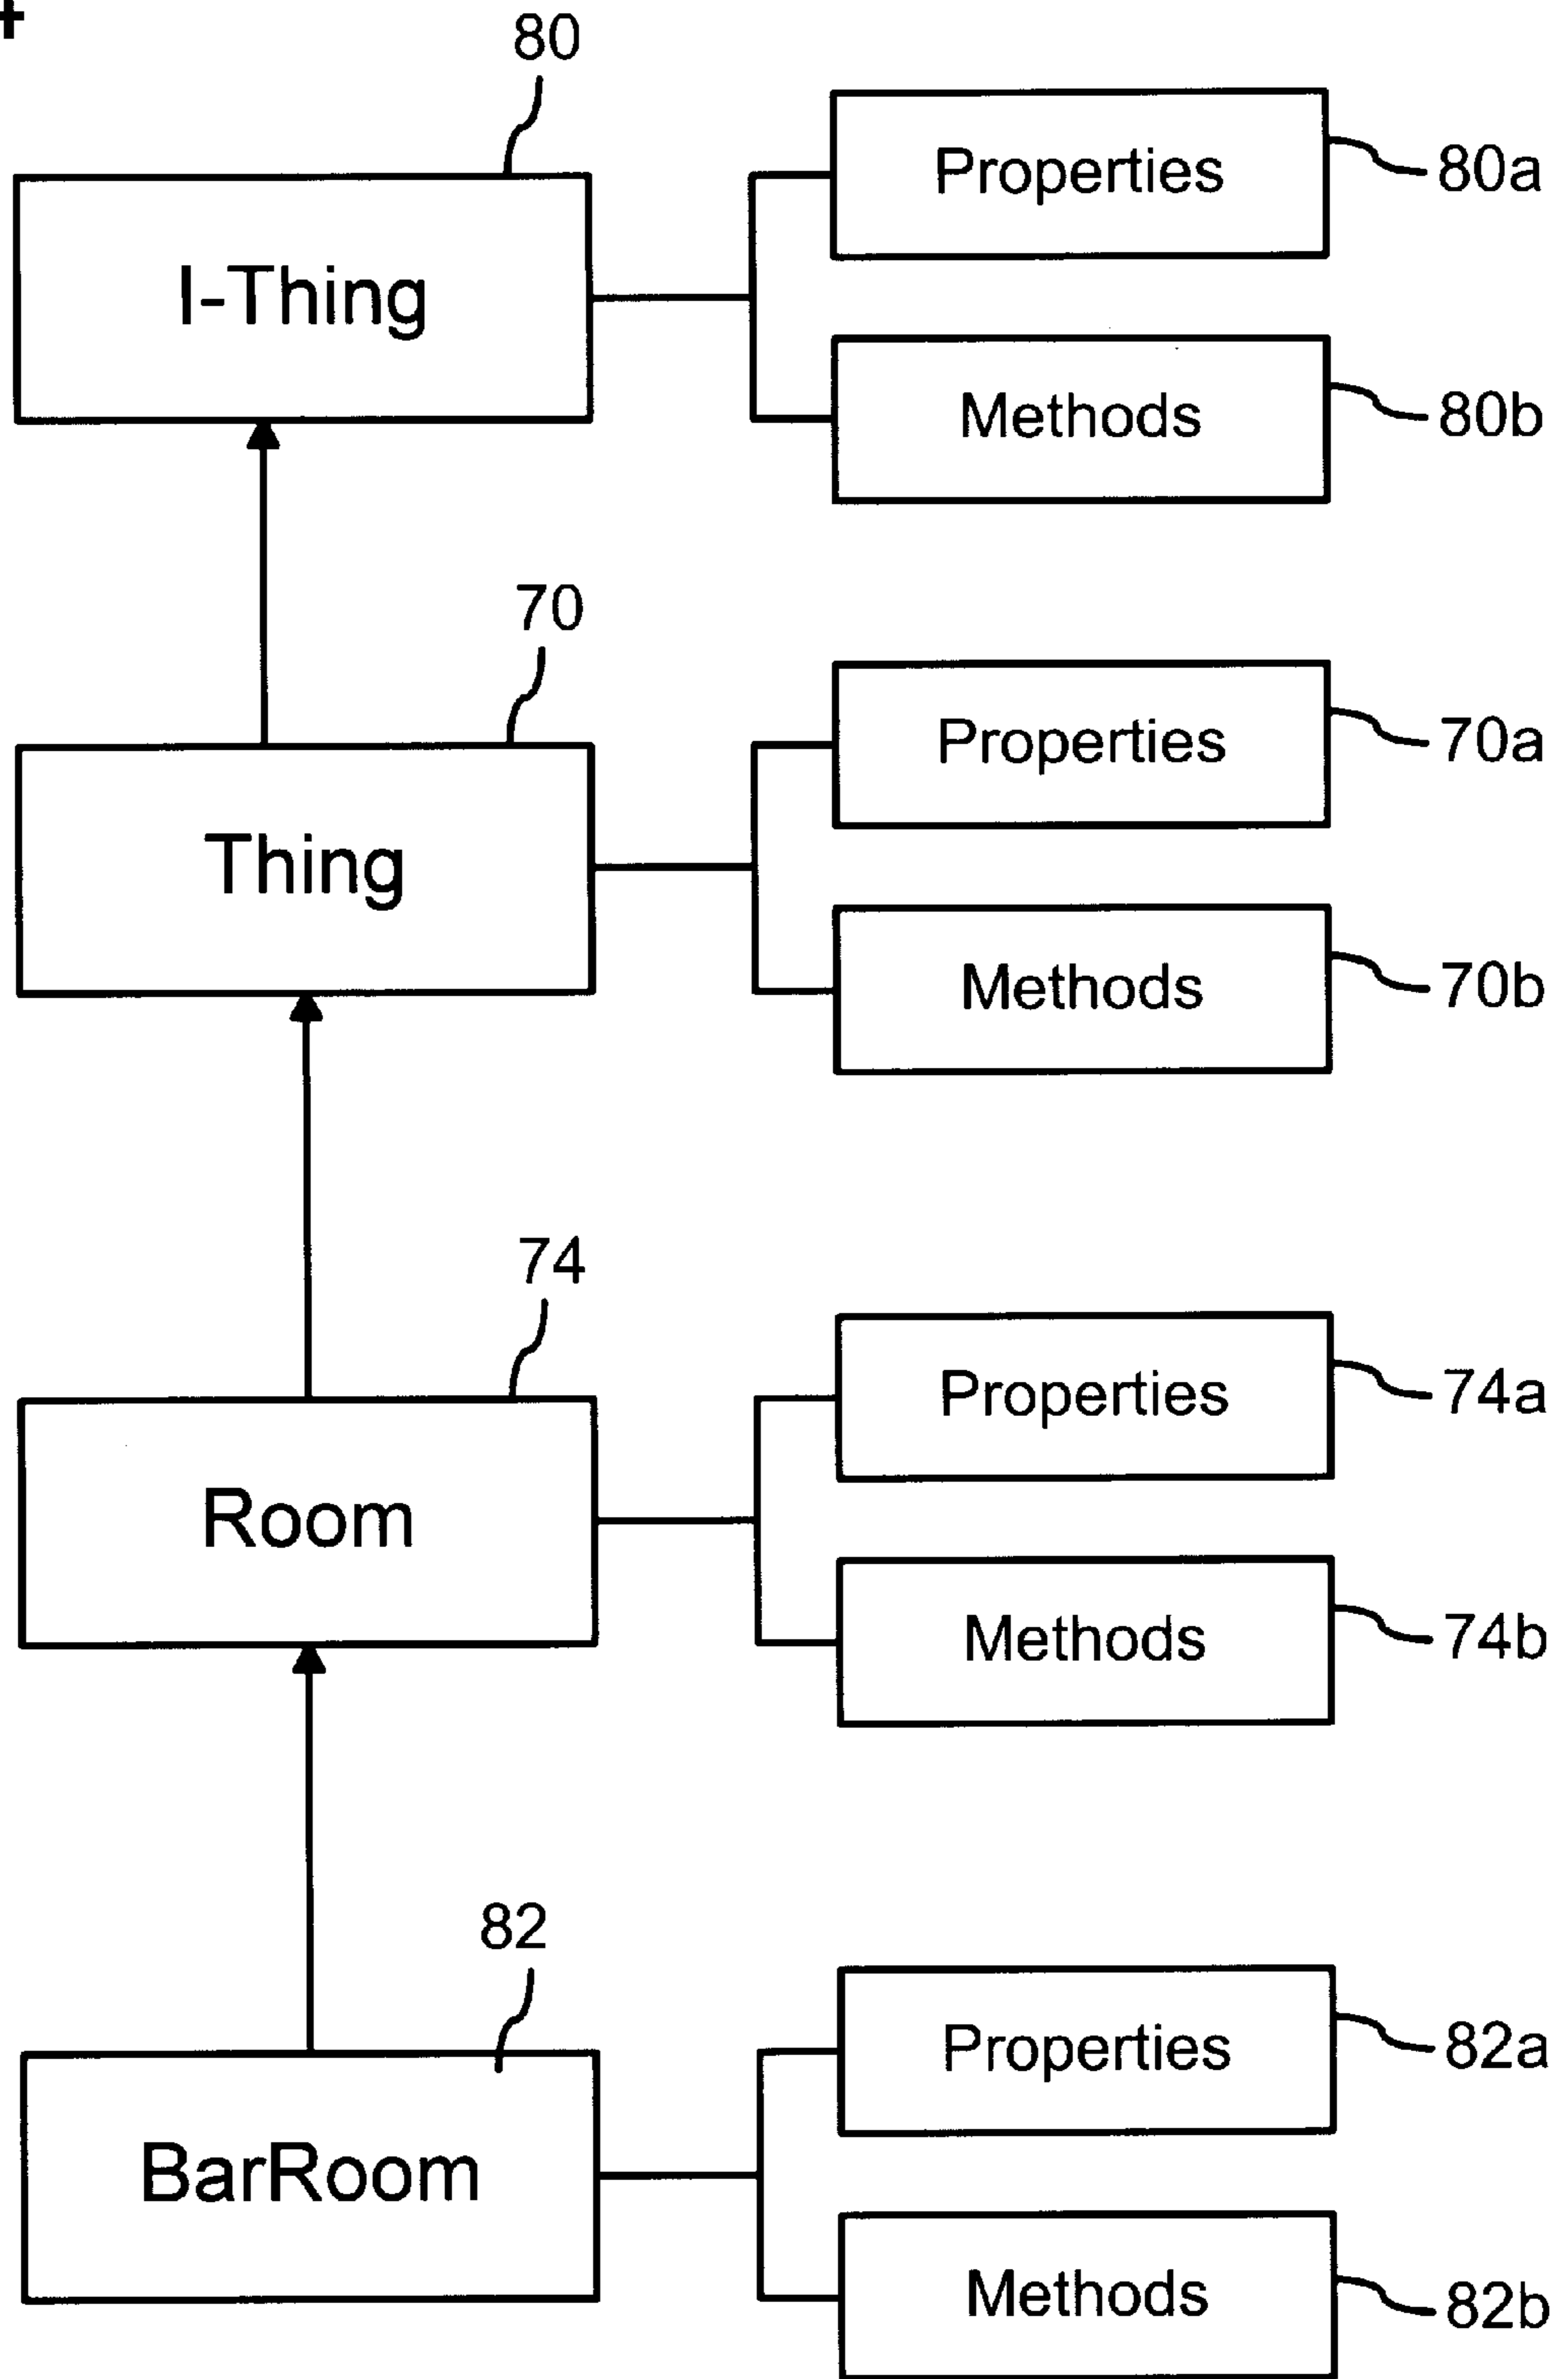 80
Properties
80a
I-Thing
Methods
80b
70
Properties
70a
Thing
Methods
70b
74
Properties
74a
Room
Methods
74b
82
Properties
82a
BarRoom
Methods
82b